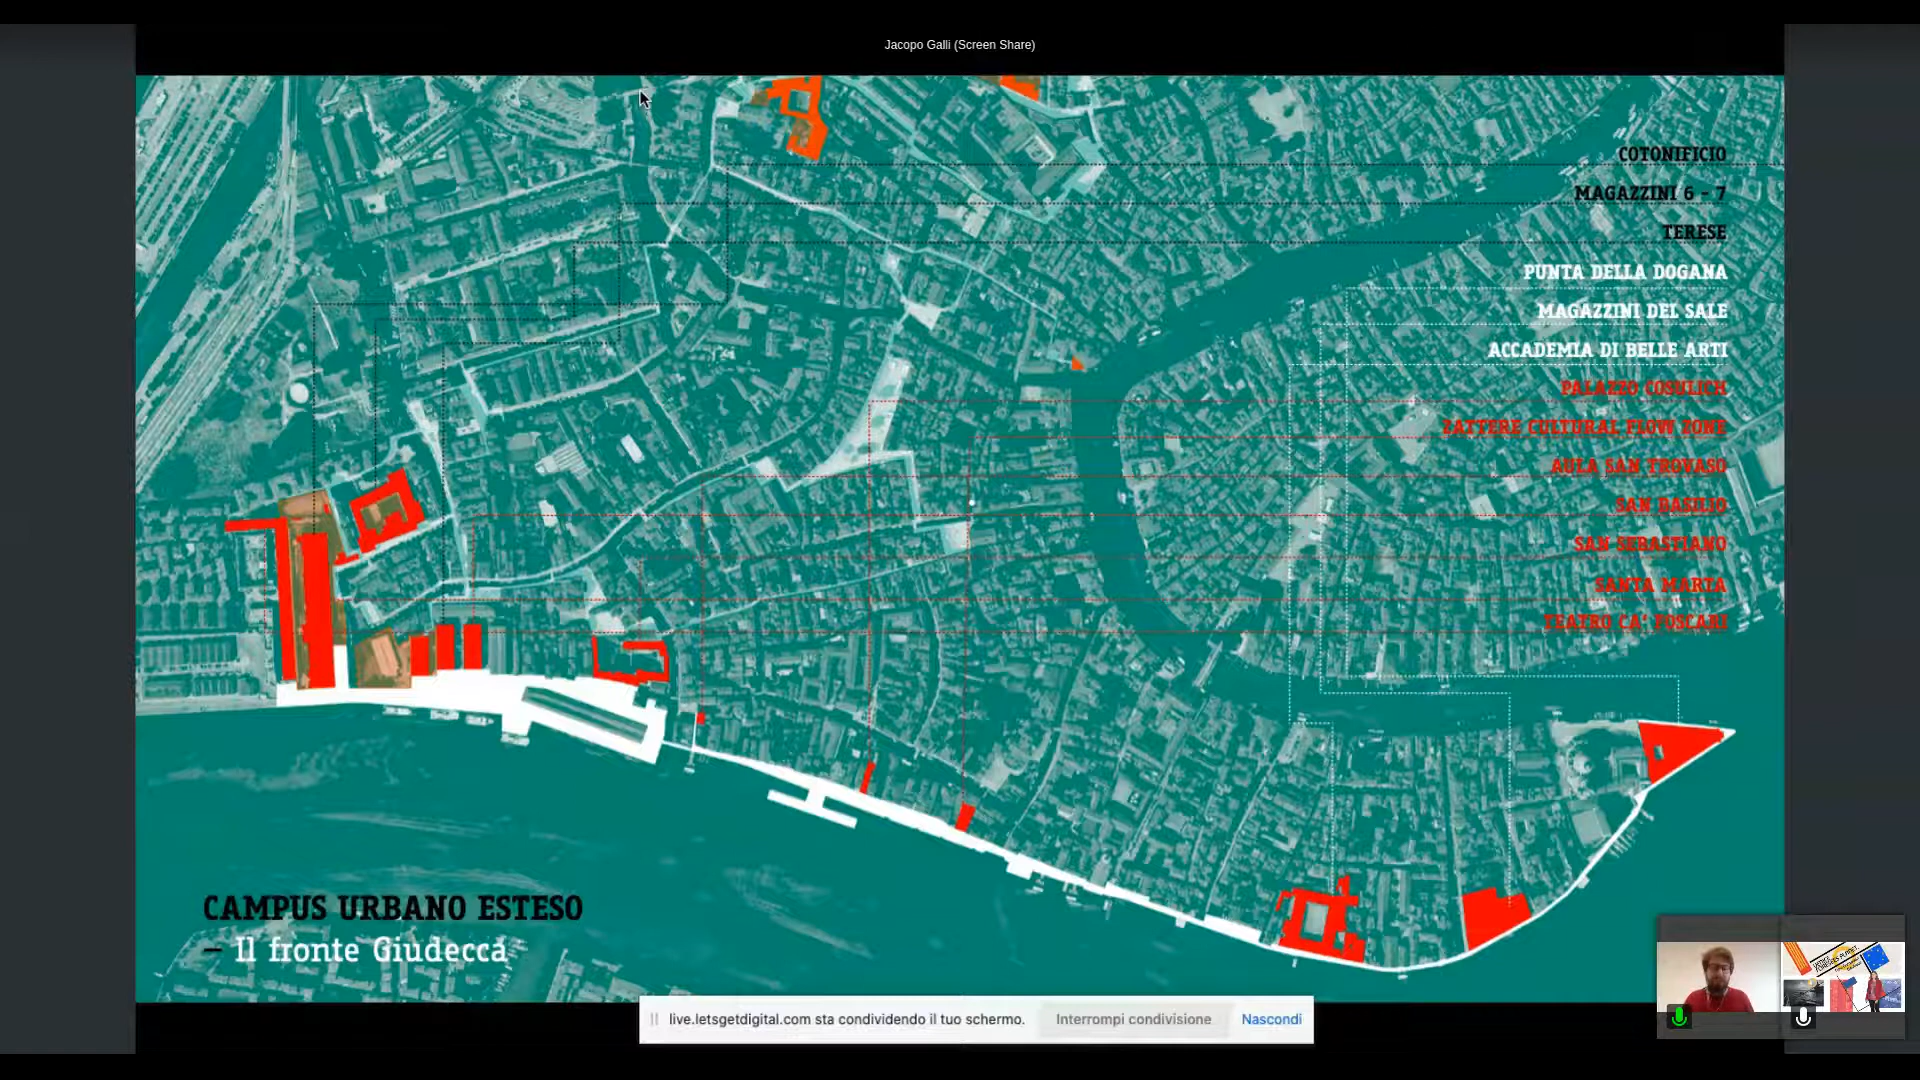 Jacopo Galli (Screen Share)
COTONIFICIO
MAGAZZINI 6 - 7
TERESE
PUNTA DELLA DOGANA
MAGAZZINI DEL SALE
ACCADEMIA DI BELLE ARTI
PALAZZO COSULICH
ZATTERE CULTURAL FLOW ZONE
AULA SAN TROVASO
SAN BASILIO
SAN SEBASTIANO
SANTA MARTA
TEATRO CA' FOSCARI
CAMPUS URBANO ESTESO
– Il fronte Giudecca
live.letsgetdigital.com sta condividendo il tuo schermo.
Interrompi condivisione
Nascondi